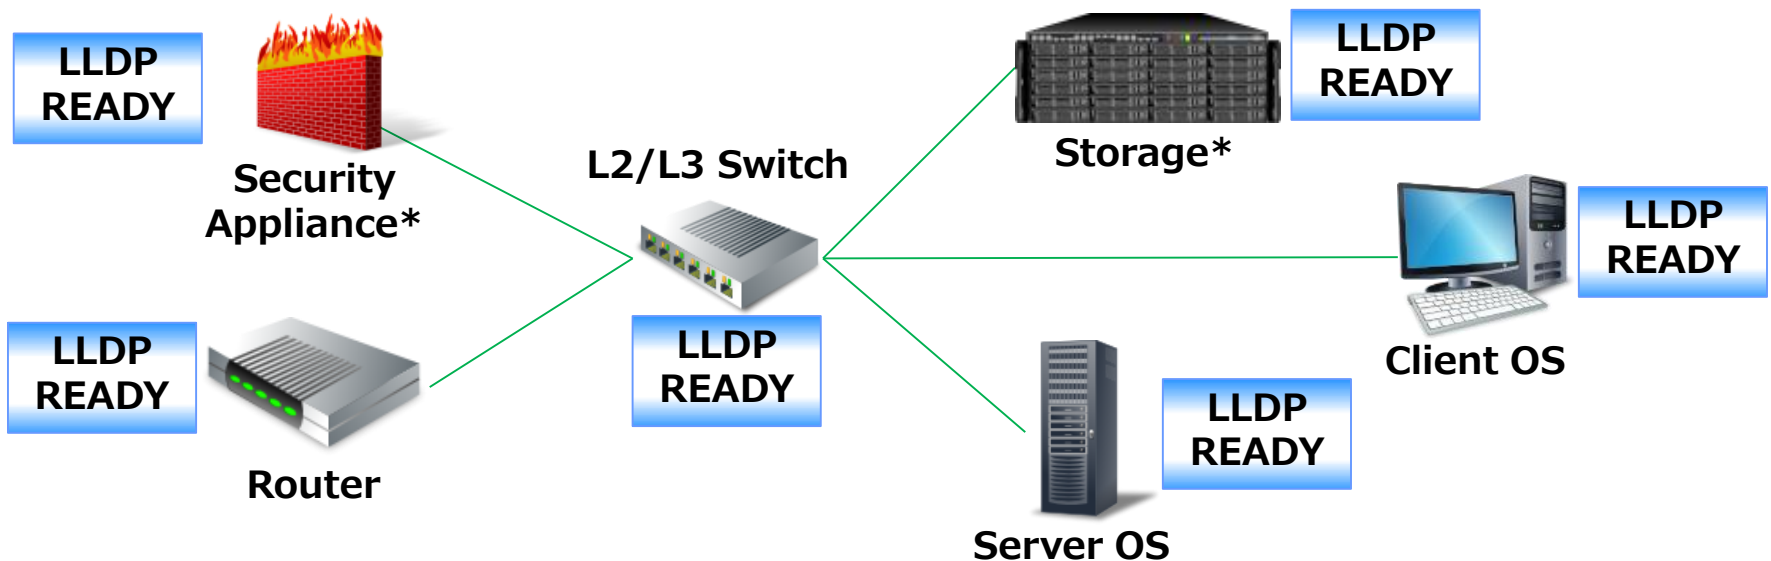 LLDP
READY
Security
Appliance*
L2/L3 Switch
LLDP
READY
Storage*
LLDP
READY
LLDP
READY
Client OS
LLDP
READY
Router
LLDP
READY
Server OS